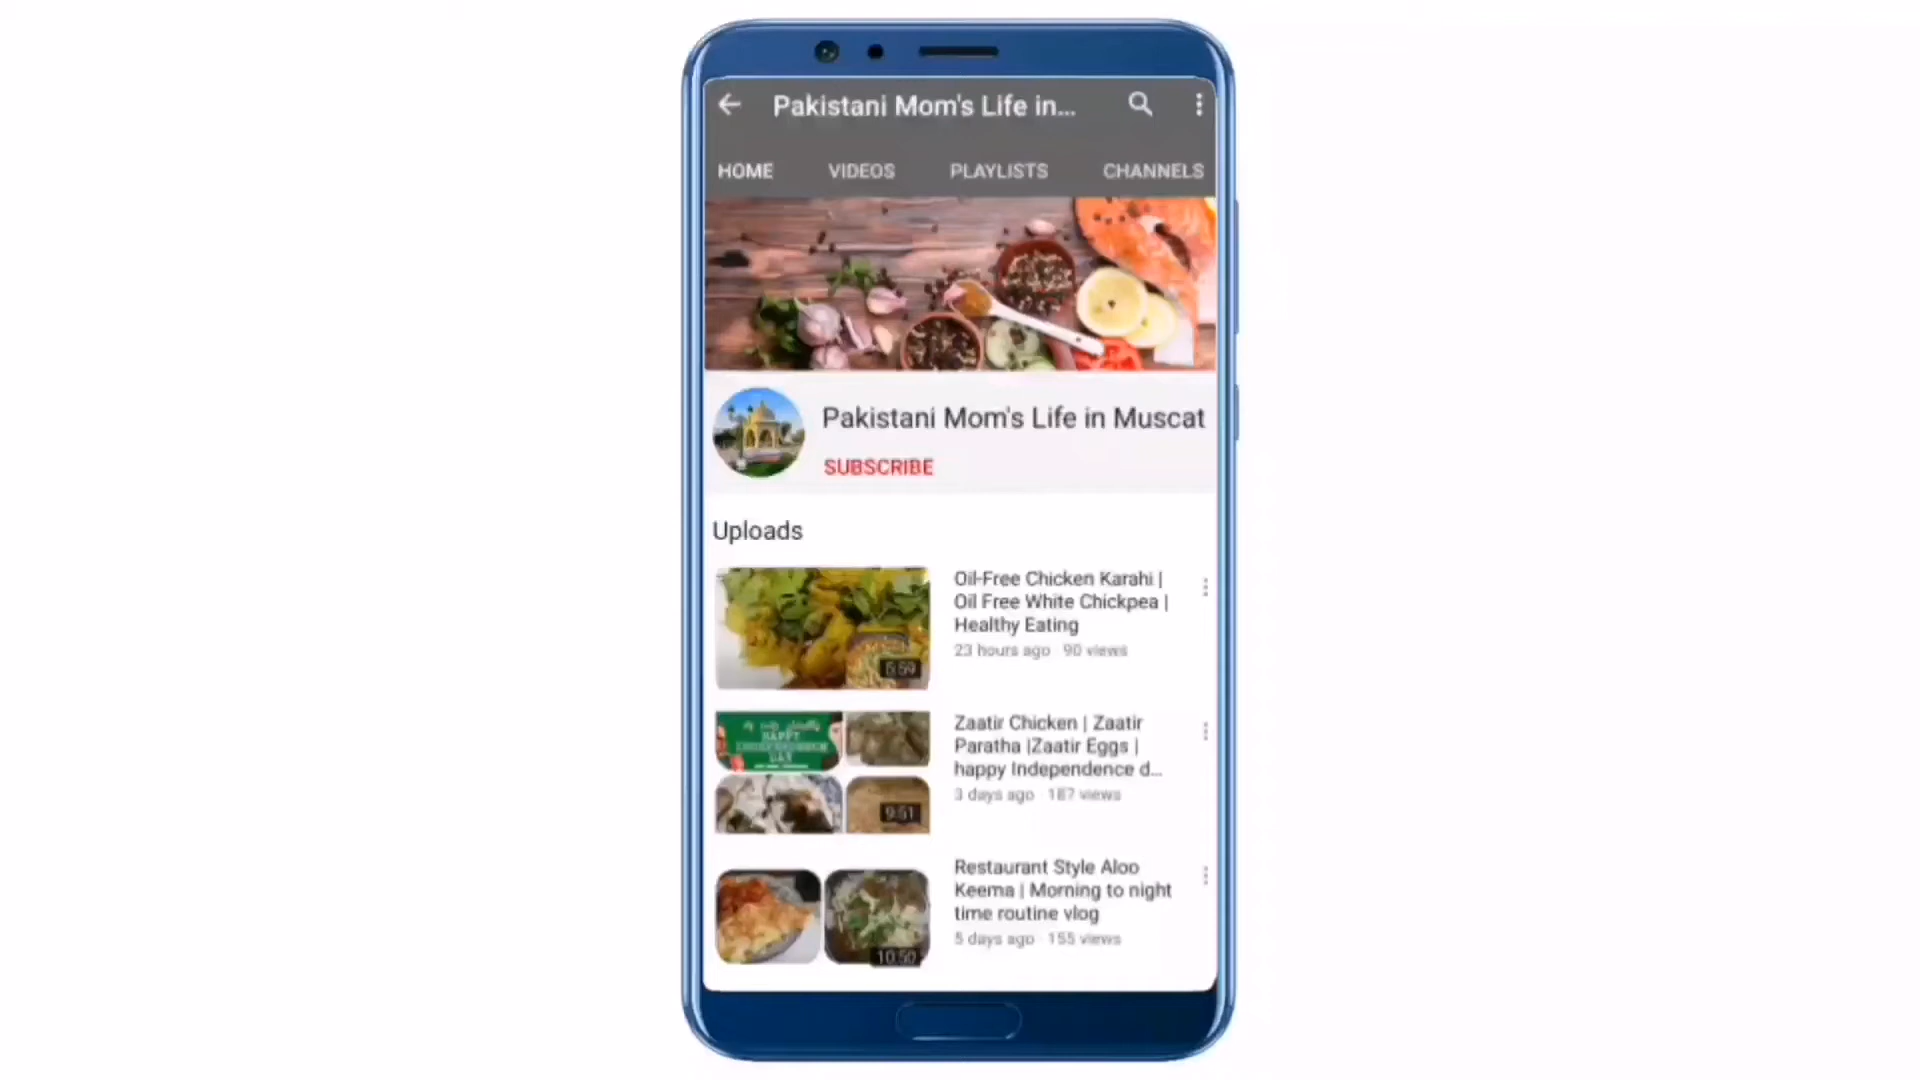 Pakistani Mom's Life in...
HOME VIDEOS PLAYLISTS CHANNELS
Pakistani Mom's Life in Muscat
SUBSCRIBE
Uploads
Oil-Free Chicken Karahi |
Oil Free White Chickpea |
Healthy Eating
23 hours ago 90 views
5:59
Zaatir Chicken | Zaatir
Paratha |Zaatir Eggs |
happy Independence d...
3 days ago · 187 views
HAPPY
INDEPENDENCE
DAY
9:51
Restaurant Style Aloo
Keema | Morning to night
time routine vlog
5 days ago · 155 views
10:50